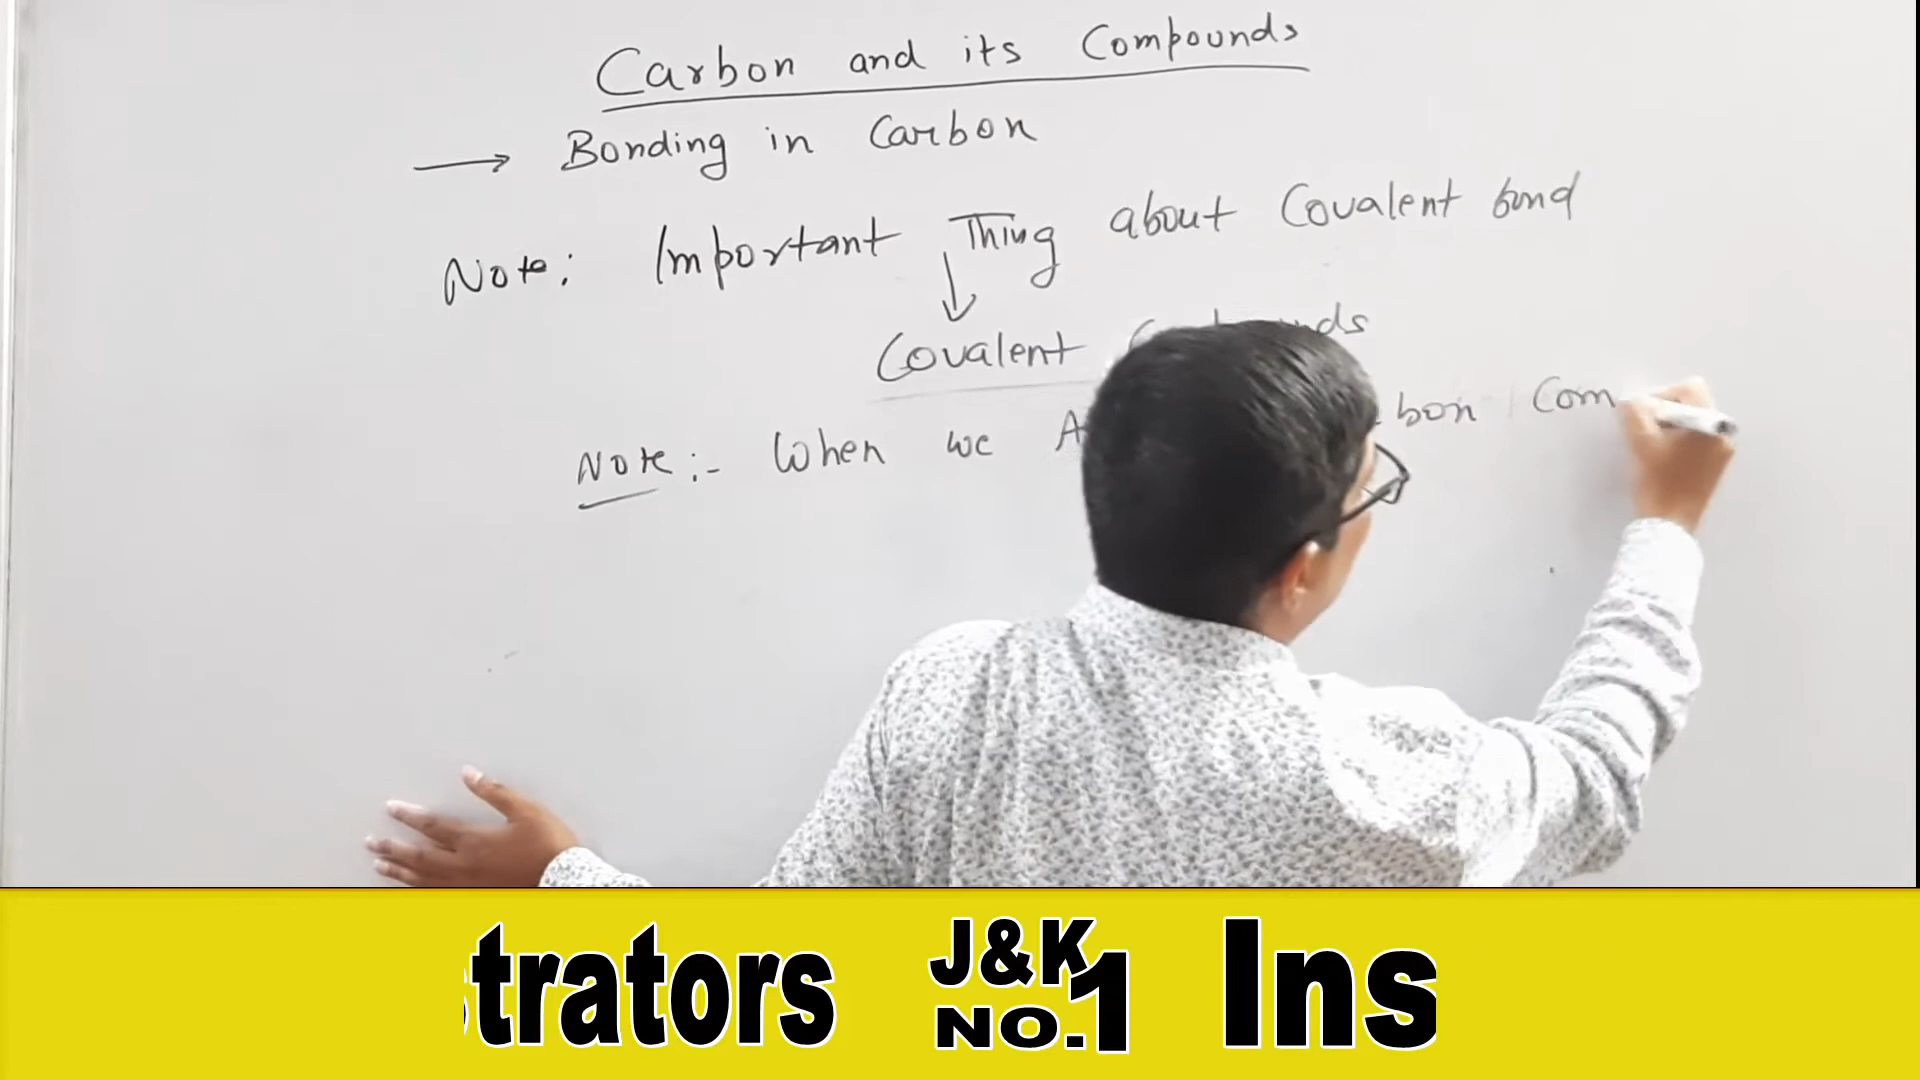 Carbon and its Compounds
→ Bonding in Carbon
Note: Important Thing about Covalent bond
↓
Covalent
Note :- When we bon Com
strators J&K NO.1 Ins